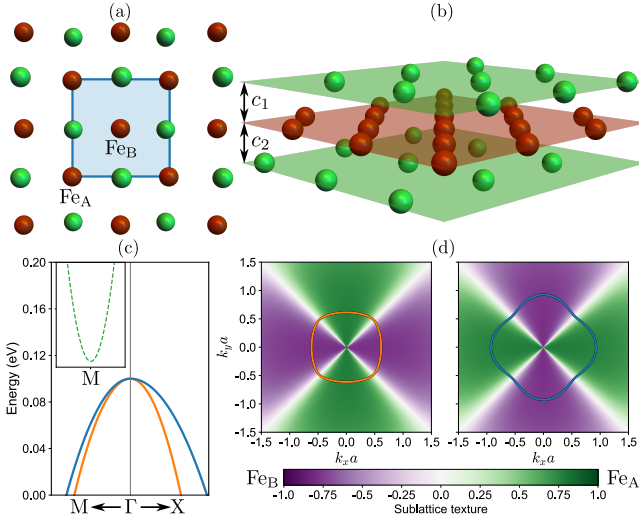 (a)
(b)
Fe_B
Fe_A
c_1
c_2
(c)
(d)
Energy (eV)
0.20
0.16
0.12
0.08
0.04
0.00
M
M ← Γ → X
k_y a
1.5
1.0
0.5
0.0
-0.5
-1.0
-1.5
-1.5 -1.0 -0.5 0.0 0.5 1.0 1.5
-1.5 -1.0 -0.5 0.0 0.5 1.0 1.5
k_x a
k_x a
Fe_B
Fe_A
-1.0 -0.75 -0.50 -0.25 0.00 0.25 0.50 0.75 1.0
Sublattice texture